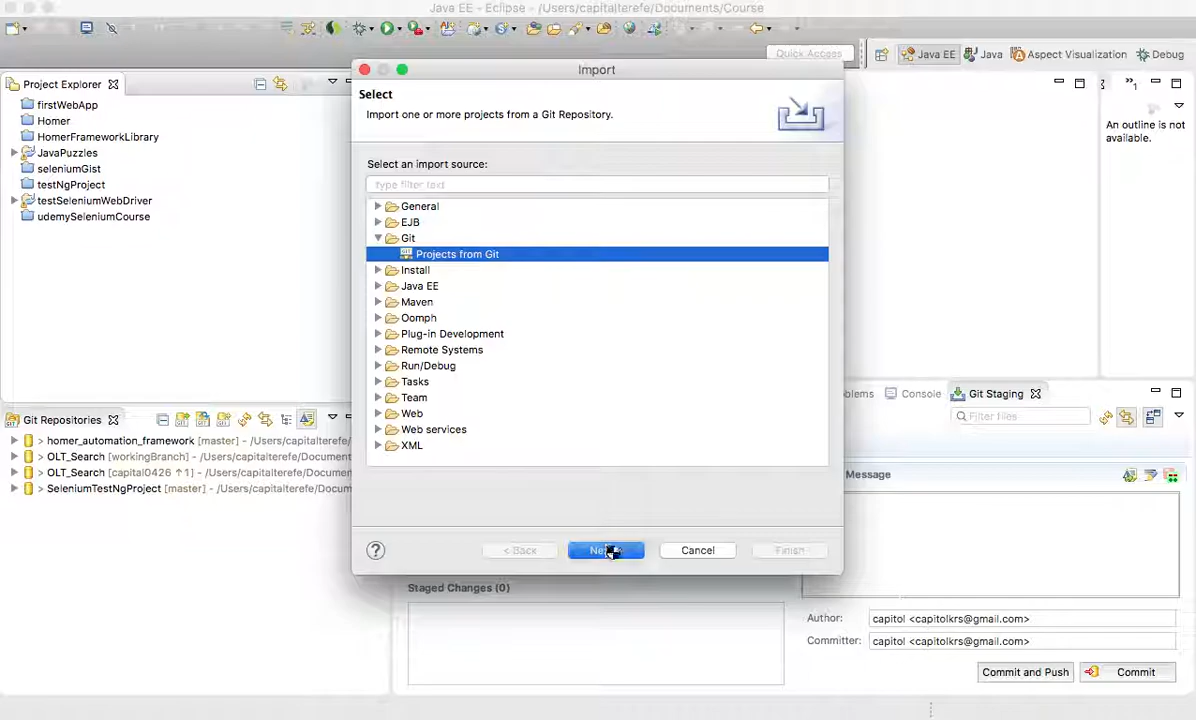 Java EE - Eclipse - /Users/capitalterefe/Documents/Course
Quick Access
Java EE
Java
Aspect Visualization
Debug
Project Explorer
firstWebApp
Homer
HomerFrameworkLibrary
JavaPuzzles
seleniumGist
testNgProject
testSeleniumWebDriver
udemySeleniumCourse
Import
Select
Import one or more projects from a Git Repository.
Select an import source:
type filter text
General
EJB
Git
Projects from Git
Install
Java EE
Maven
Oomph
Plug-in Development
Remote Systems
Run/Debug
Tasks
Team
Web
Web services
XML
< Back
Cancel
Finish
»1
An outline is not
available.
Git Repositories
> homer_automation_framework [master] - /Users/capitalterefe/
> OLT_Search [workingBranch] - /Users/capitalterefe/Document
> OLT_Search [capital0426 ↑1] - /Users/capitalterefe/Document
> SeleniumTestNgProject [master] - /Users/capitalterefe/Docum
oblems
Console
Git Staging
Filter files
Message
Staged Changes (0)
Author:
capitol <capitolkrs@gmail.com>
Committer:
capitol <capitolkrs@gmail.com>
Commit and Push
Commit